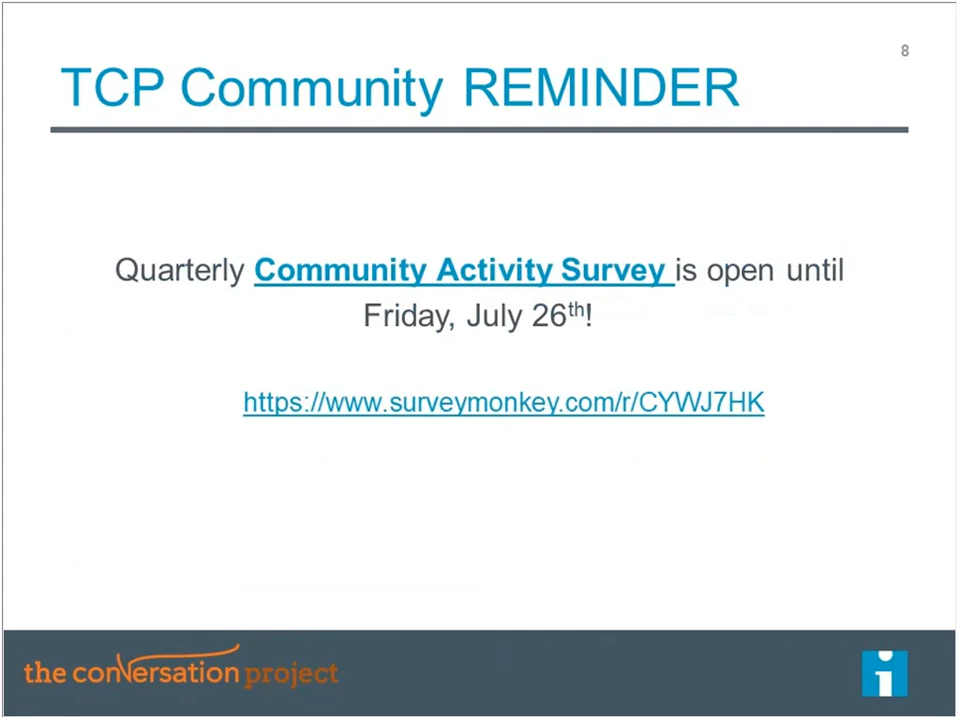 8
TCP Community REMINDER
Quarterly Community Activity Survey is open until
Friday, July 26th!
https://www.surveymonkey.com/r/CYWJ7HK
the conversation project
i